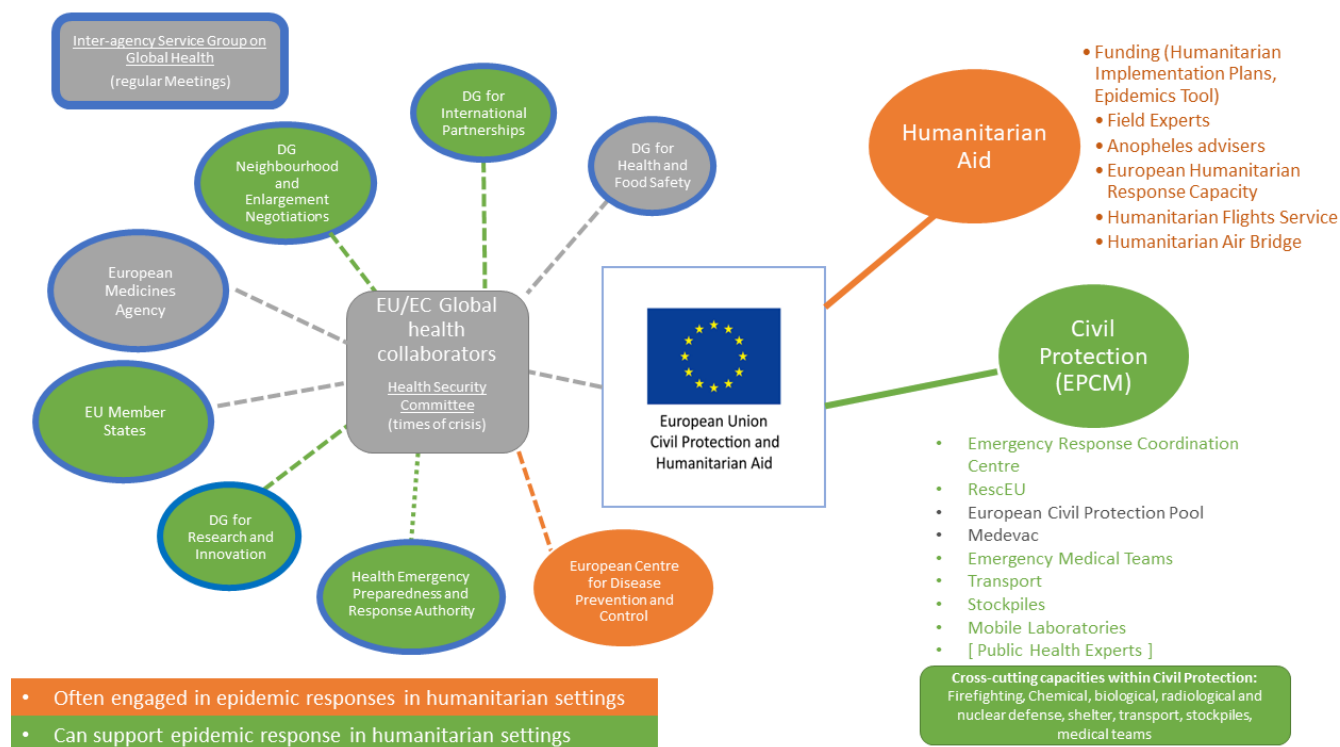 Inter-agency Service Group on
Global Health
(regular Meetings)
DG for
International
Partnerships
DG
Neighbourhood
and
Enlargement
Negotiations
DG for
Health and
Food Safety
European
Medicines
Agency
EU Member
States
DG for
Research and
Innovation
Health Emergency
Preparedness and
Response Authority
European Centre
for Disease
Prevention and
Control
EU/EC Global
health
collaborators
Health Security
Committee
(times of crisis)
European Union
Civil Protection and
Humanitarian Aid
Humanitarian
Aid
• Funding (Humanitarian
Implementation Plans,
Epidemics Tool)
• Field Experts
• Anopheles advisers
• European Humanitarian
Response Capacity
• Humanitarian Flights Service
• Humanitarian Air Bridge
Civil
Protection
(EPCM)
• Emergency Response Coordination
Centre
• RescEU
• European Civil Protection Pool
• Medevac
• Emergency Medical Teams
• Transport
• Stockpiles
• Mobile Laboratories
• [ Public Health Experts ]
Cross-cutting capacities within Civil Protection:
Firefighting, Chemical, biological, radiological and
nuclear defense, shelter, transport, stockpiles,
medical teams
• Often engaged in epidemic responses in humanitarian settings
• Can support epidemic response in humanitarian settings